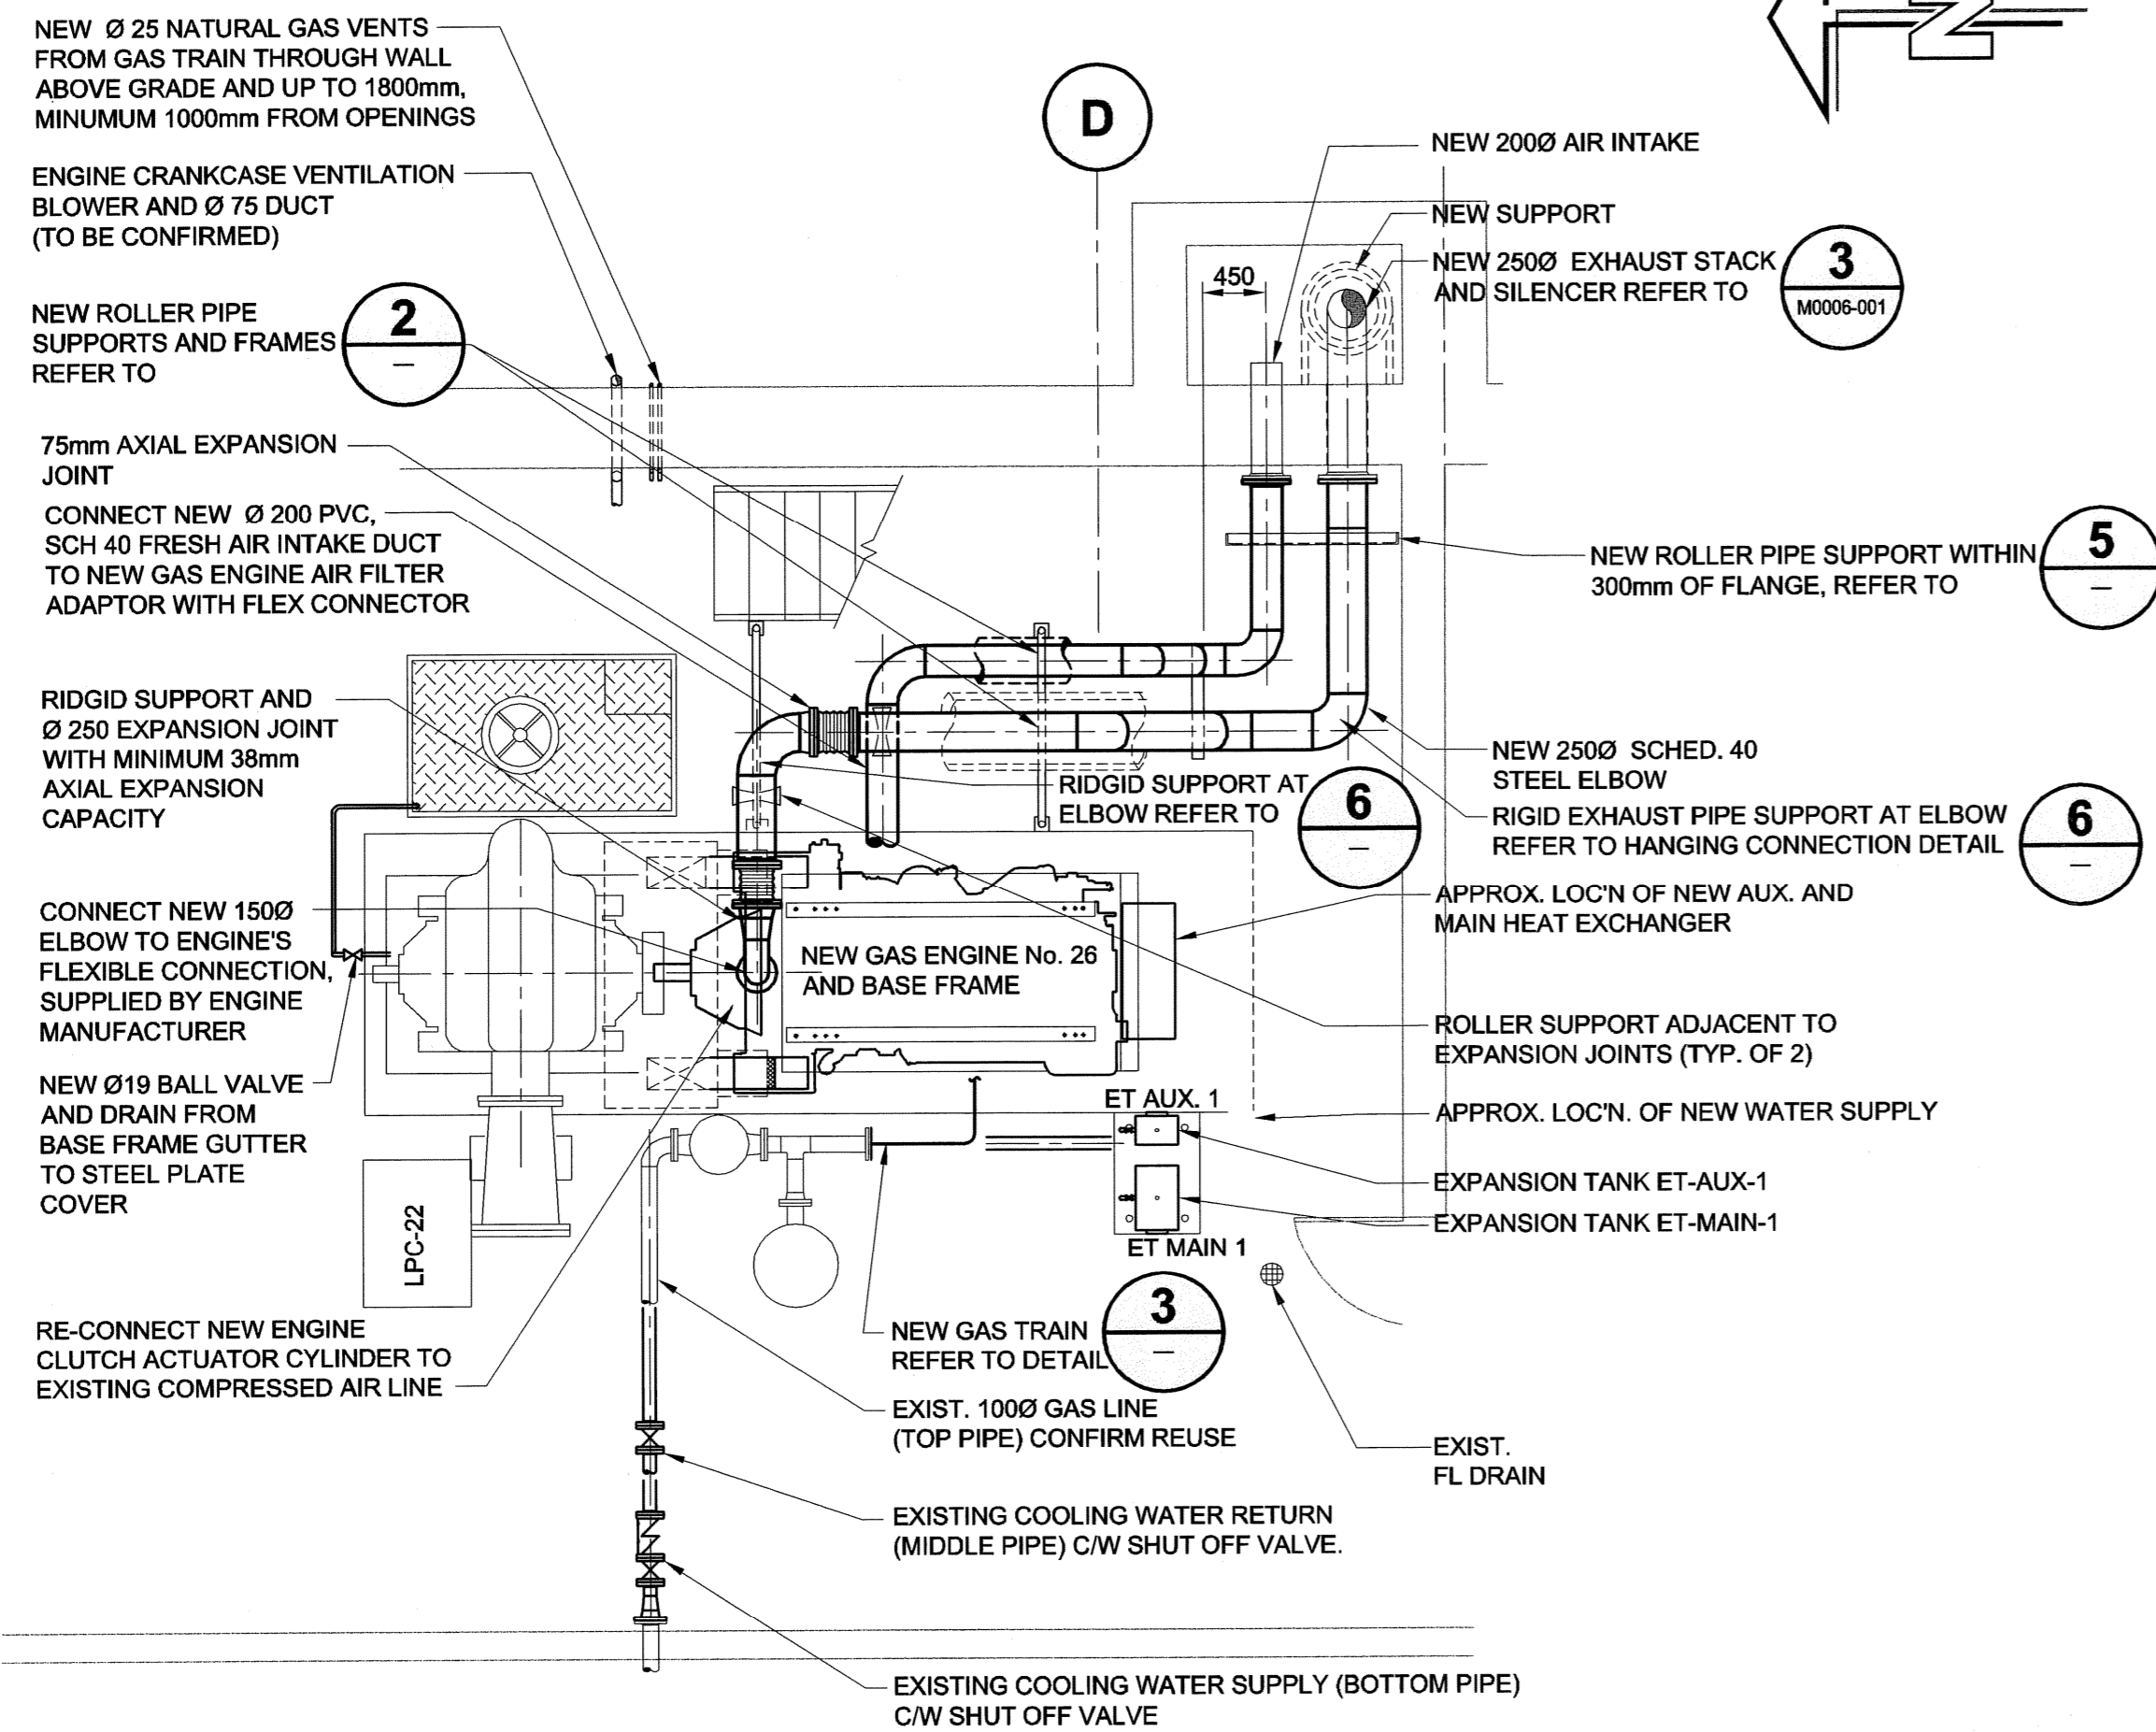 NEW Ø 25 NATURAL GAS VENTS
FROM GAS TRAIN THROUGH WALL
ABOVE GRADE AND UP TO 1800mm,
MINUMUM 1000mm FROM OPENINGS
ENGINE CRANKCASE VENTILATION
BLOWER AND Ø 75 DUCT
(TO BE CONFIRMED)
NEW ROLLER PIPE
SUPPORTS AND FRAMES
REFER TO
2
–
75mm AXIAL EXPANSION
JOINT
CONNECT NEW Ø 200 PVC,
SCH 40 FRESH AIR INTAKE DUCT
TO NEW GAS ENGINE AIR FILTER
ADAPTOR WITH FLEX CONNECTOR
RIDGID SUPPORT AND
Ø 250 EXPANSION JOINT
WITH MINIMUM 38mm
AXIAL EXPANSION
CAPACITY
CONNECT NEW 150Ø
ELBOW TO ENGINE'S
FLEXIBLE CONNECTION,
SUPPLIED BY ENGINE
MANUFACTURER
NEW Ø19 BALL VALVE
AND DRAIN FROM
BASE FRAME GUTTER
TO STEEL PLATE
COVER
LPC-22
RE-CONNECT NEW ENGINE
CLUTCH ACTUATOR CYLINDER TO
EXISTING COMPRESSED AIR LINE
D
N
450
NEW 200Ø AIR INTAKE
NEW SUPPORT
NEW 250Ø EXHAUST STACK
AND SILENCER REFER TO
3
M0006-001
NEW ROLLER PIPE SUPPORT WITHIN
300mm OF FLANGE, REFER TO
5
–
RIDGID SUPPORT AT
ELBOW REFER TO
6
–
NEW 250Ø SCHED. 40
STEEL ELBOW
RIGID EXHAUST PIPE SUPPORT AT ELBOW
REFER TO HANGING CONNECTION DETAIL
6
–
APPROX. LOC'N OF NEW AUX. AND
MAIN HEAT EXCHANGER
NEW GAS ENGINE No. 26
AND BASE FRAME
ROLLER SUPPORT ADJACENT TO
EXPANSION JOINTS (TYP. OF 2)
ET AUX. 1
APPROX. LOC'N. OF NEW WATER SUPPLY
EXPANSION TANK ET-AUX-1
EXPANSION TANK ET-MAIN-1
ET MAIN 1
NEW GAS TRAIN
REFER TO DETAIL
3
–
EXIST. 100Ø GAS LINE
(TOP PIPE) CONFIRM REUSE
EXIST.
FL DRAIN
EXISTING COOLING WATER RETURN
(MIDDLE PIPE) C/W SHUT OFF VALVE.
EXISTING COOLING WATER SUPPLY (BOTTOM PIPE)
C/W SHUT OFF VALVE